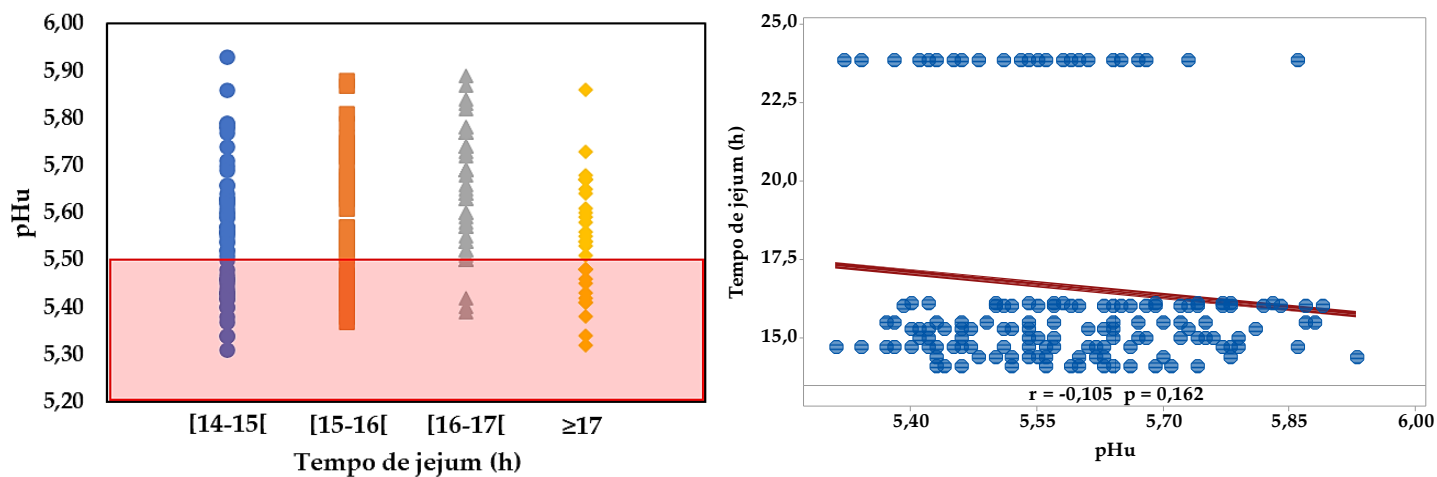 6,00
5,90
5,80
5,70
5,60
5,50
5,40
5,30
5,20
pHu
[14-15[ [15-16[ [16-17[ ≥17
Tempo de jejum (h)
25,0
22,5
20,0
17,5
15,0
Tempo de jejum (h)
r = -0,105 p = 0,162
5,40 5,55 5,70 5,85 6,00
pHu